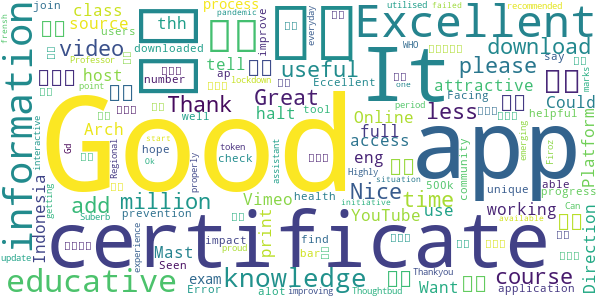 frensh
join
class
source
process
thh
pandemic
utilised
failed
recommended
Excellent
users
downloaded
Professor
emerging
improve
everyday
video
It
WHO
say
host
number
ap
tell
useful
please
download
lockdown
point
Eccellent
attractive
one
marks
Thank
Great
less
Facing
Could
information
Good
app
Arch
halt
tool
Online
full
period
helpful
Gd
hope
well
eng
access
Platform
interactive
Regional
Ok
check
properly
start
token
assistant
Highly
situation
community
Firoz
add
million
Vimeo
health
Nice
time
500k
unique
able
progress
Indonesia
prevention
YouTube
use
working
Can
initiative
available
getting
certificate
Direction
Suberb
Mast
impact
print
find
proud
update
experience
Seen
bar
Thankyou
educative
exam
knowledge
Want
course
Error
alot
improving
Thoughtbud
application